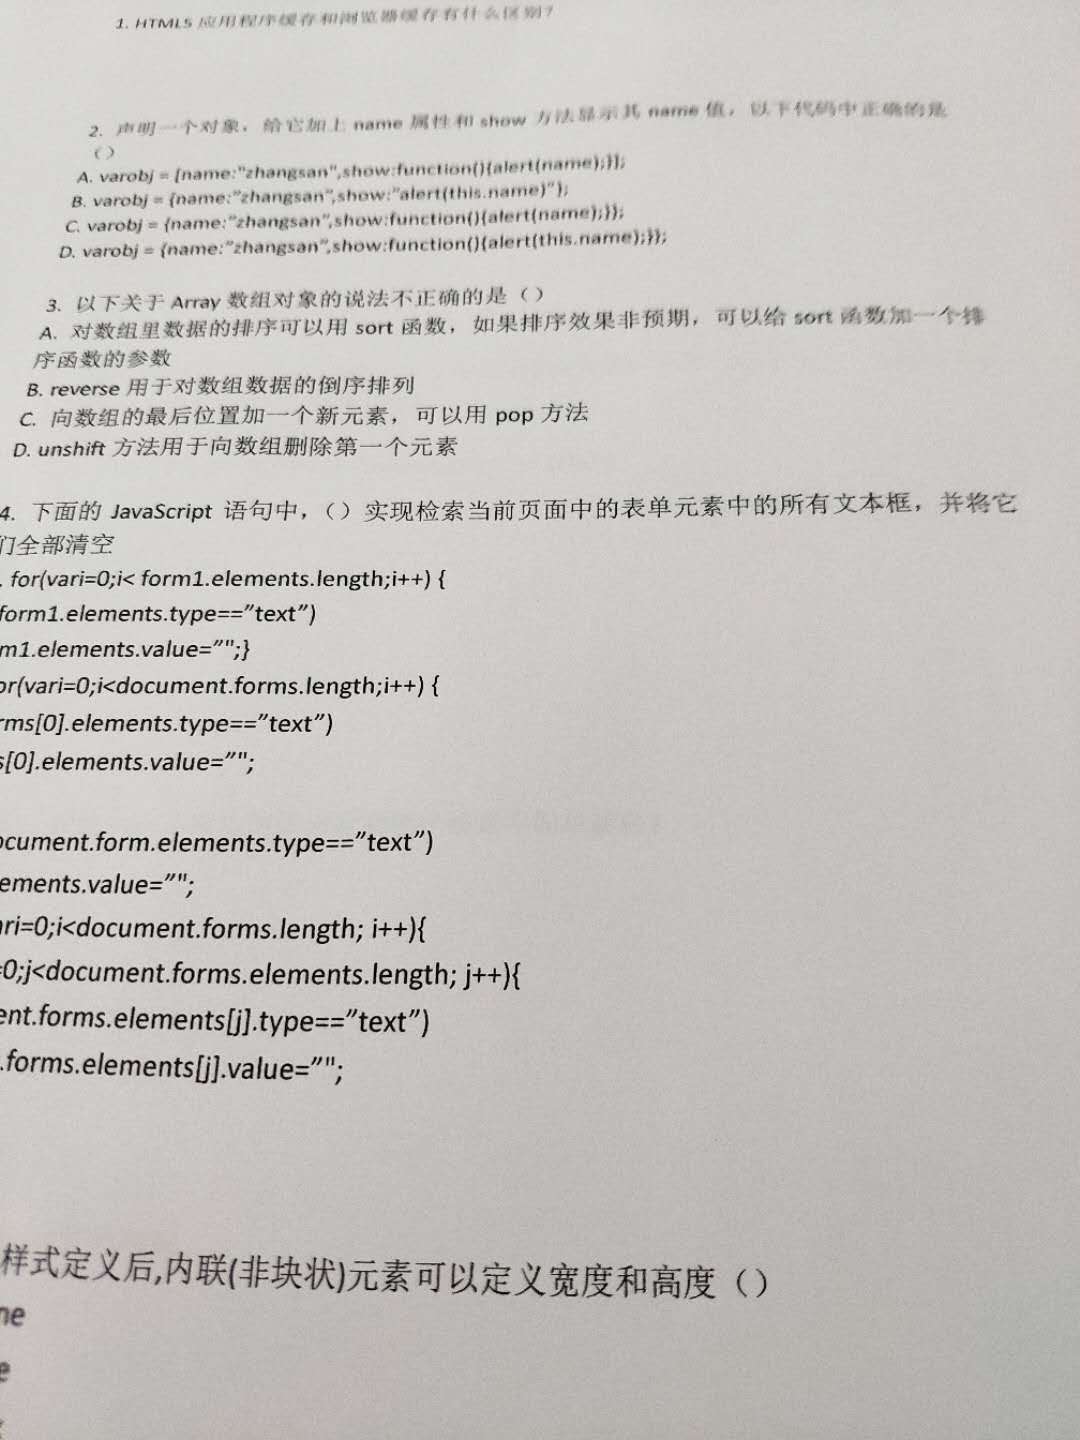 1. HTML5 应用程序缓存和浏览器缓存有什么区别？
2. 声明一个对象，给它加上 name 属性和 show 方法显示其 name 值，以下代码中正确的是
（）
A. varobj = [name:"zhangsan",show:function(){alert(name);}];
B. varobj = {name:”zhangsan”,show:”alert(this.name)”};
C. varobj = {name:”zhangsan”,show:function(){alert(name);}};
D. varobj = {name:”zhangsan”,show:function(){alert(this.name);}};
3. 以下关于 Array 数组对象的说法不正确的是（）
A. 对数组里数据的排序可以用 sort 函数，如果排序效果非预期，可以给 sort 函数加一个排
序函数的参数
B. reverse 用于对数组数据的倒序排列
C. 向数组的最后位置加一个新元素，可以用 pop 方法
D. unshift 方法用于向数组删除第一个元素
4. 下面的 JavaScript 语句中，（）实现检索当前页面中的表单元素中的所有文本框，并将它
们全部清空
. for(vari=0;i< form1.elements.length;i++) {
form1.elements.type==”text”)
m1.elements.value=””;}
or(vari=0;i<document.forms.length;i++) {
rms[0].elements.type==”text”)
s[0].elements.value=””;
ocument.form.elements.type==”text”)
ements.value=””;
ri=0;i<document.forms.length; i++){
=0;j<document.forms.elements.length; j++){
ent.forms.elements[j].type==”text”)
.forms.elements[j].value=””;
样式定义后,内联(非块状)元素可以定义宽度和高度（）
ne
e